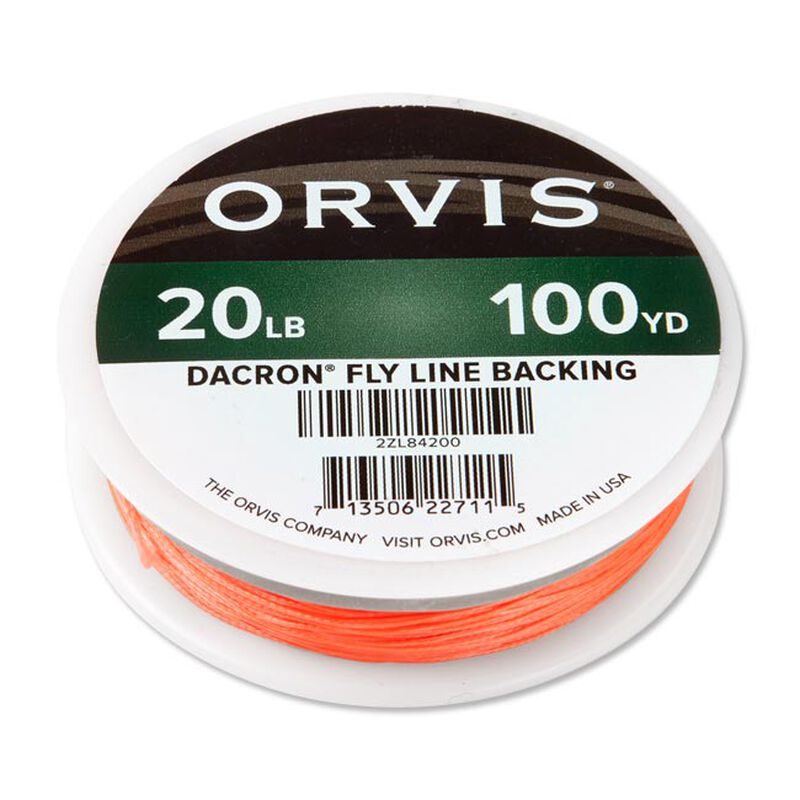 ORVIS®
20LB 100YD
DACRON® FLY LINE BACKING
2ZL84200
7 13506 22711 5
THE ORVIS COMPANY VISIT ORVIS.COM MADE IN USA